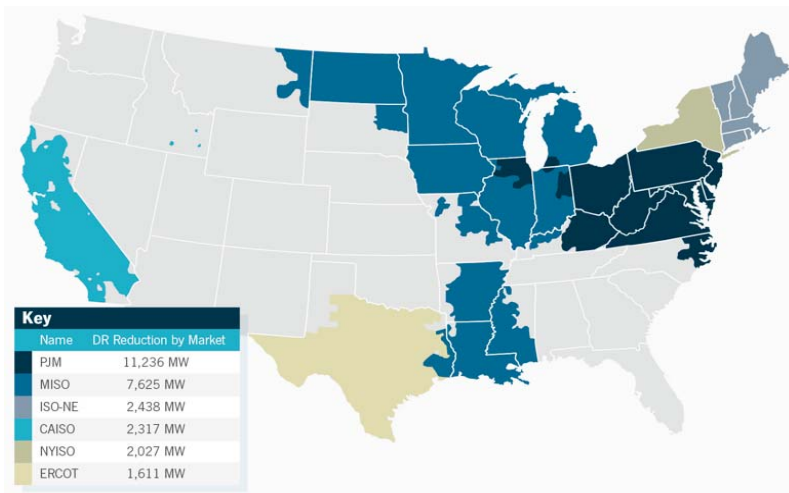 Key
Name DR Reduction by Market
PJM 11,236 MW
MISO 7,625 MW
ISO-NE 2,438 MW
CAISO 2,317 MW
NYISO 2,027 MW
ERCOT 1,611 MW